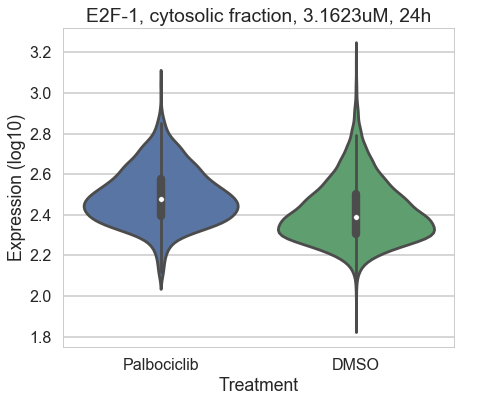 E2F-1, cytosolic fraction, 3.1623uM, 24h
Expression (log10)
3.2
3.0
2.8
2.6
2.4
2.2
2.0
1.8
Palbociclib
DMSO
Treatment